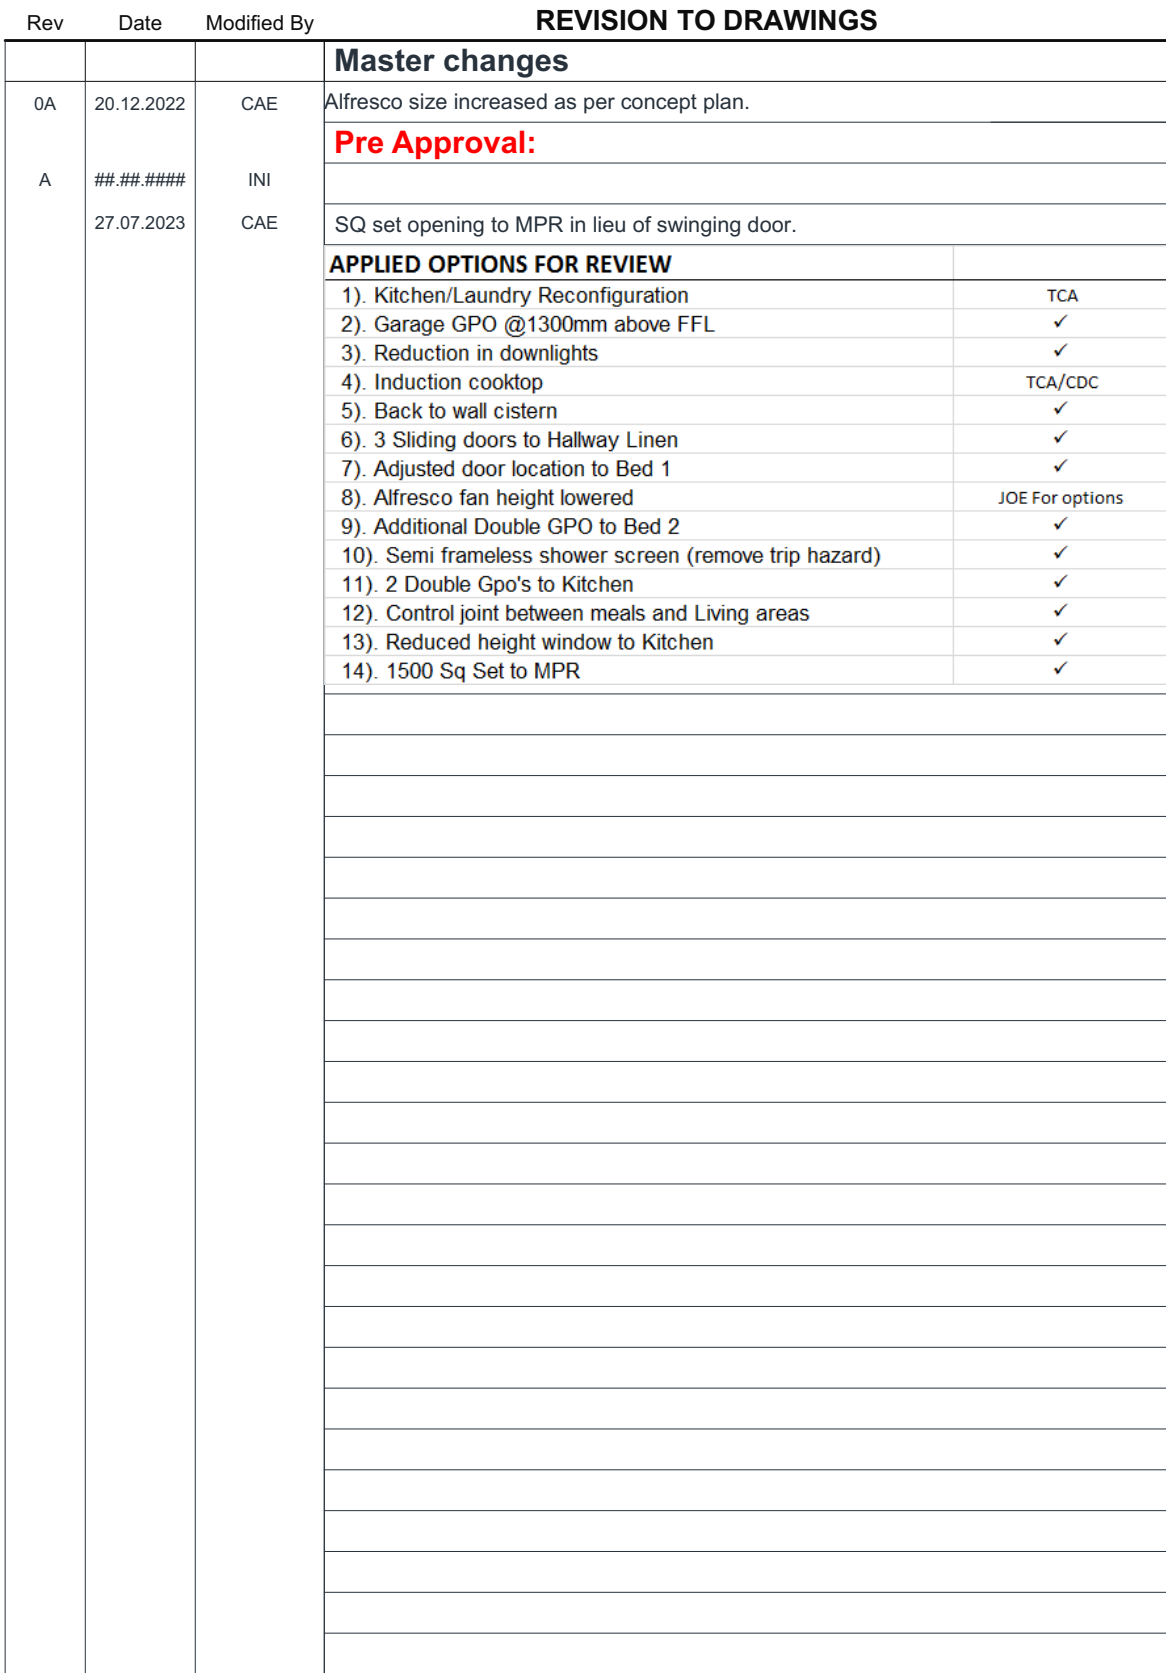 Rev Date Modified By REVISION TO DRAWINGS
Master changes
0A 20.12.2022 CAE Alfresco size increased as per concept plan.
Pre Approval:
A ##.##.#### INI
27.07.2023 CAE SQ set opening to MPR in lieu of swinging door.
APPLIED OPTIONS FOR REVIEW
1). Kitchen/Laundry Reconfiguration TCA
2). Garage GPO @1300mm above FFL ✓
3). Reduction in downlights ✓
4). Induction cooktop TCA/CDC
5). Back to wall cistern ✓
6). 3 Sliding doors to Hallway Linen ✓
7). Adjusted door location to Bed 1 ✓
8). Alfresco fan height lowered JOE For options
9). Additional Double GPO to Bed 2 ✓
10). Semi frameless shower screen (remove trip hazard) ✓
11). 2 Double Gpo's to Kitchen ✓
12). Control joint between meals and Living areas ✓
13). Reduced height window to Kitchen ✓
14). 1500 Sq Set to MPR ✓